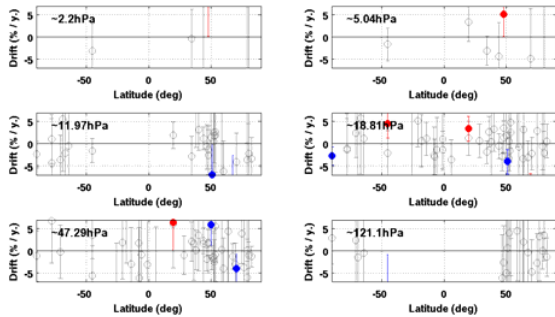 ~2.2hPa
~5.04hPa
Drift (% / y.)
5
0
-5
-50
0
50
Latitude (deg)
Drift (% / y.)
5
0
-5
-50
0
50
Latitude (deg)
~11.97hPa
~18.81hPa
Drift (% / y.)
5
0
-5
-50
0
50
Latitude (deg)
Drift (% / y.)
5
0
-5
-50
0
50
Latitude (deg)
~47.29hPa
~121.1hPa
Drift (% / y.)
5
0
-5
-50
0
50
Latitude (deg)
Drift (% / y.)
5
0
-5
-50
0
50
Latitude (deg)